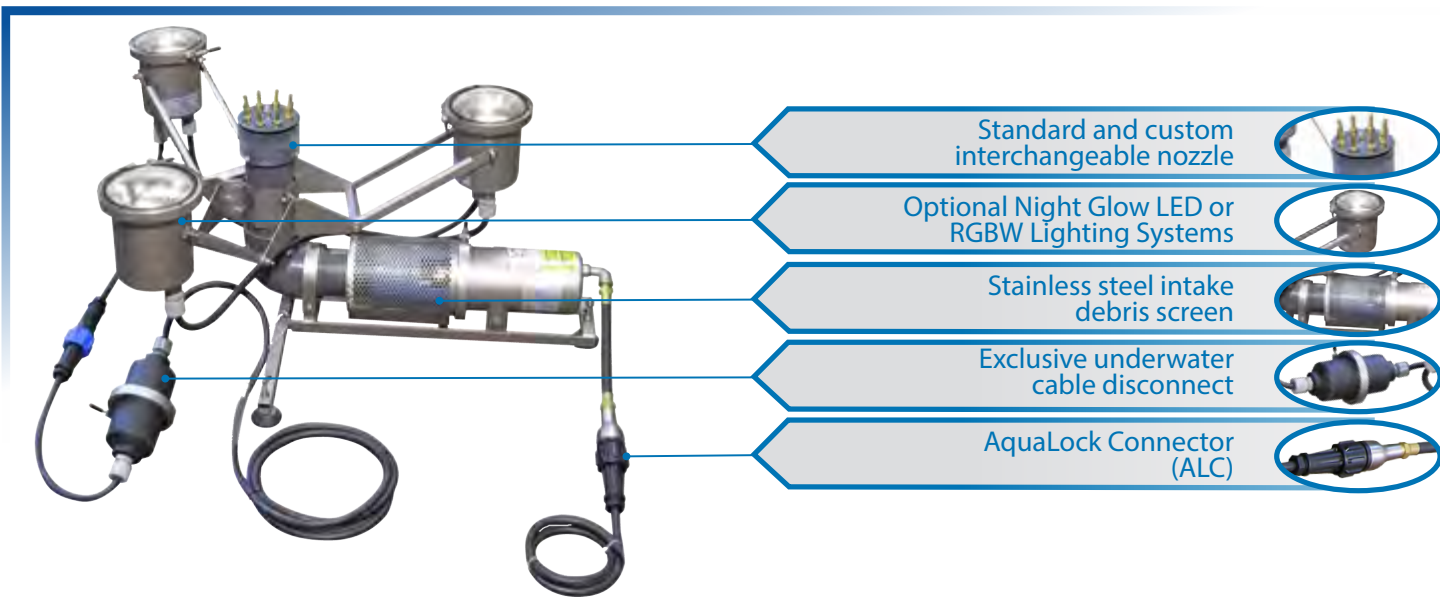 Standard and custom
interchangeable nozzle
Optional Night Glow LED or
RGBW Lighting Systems
Stainless steel intake
debris screen
Exclusive underwater
cable disconnect
AquaLock Connector
(ALC)